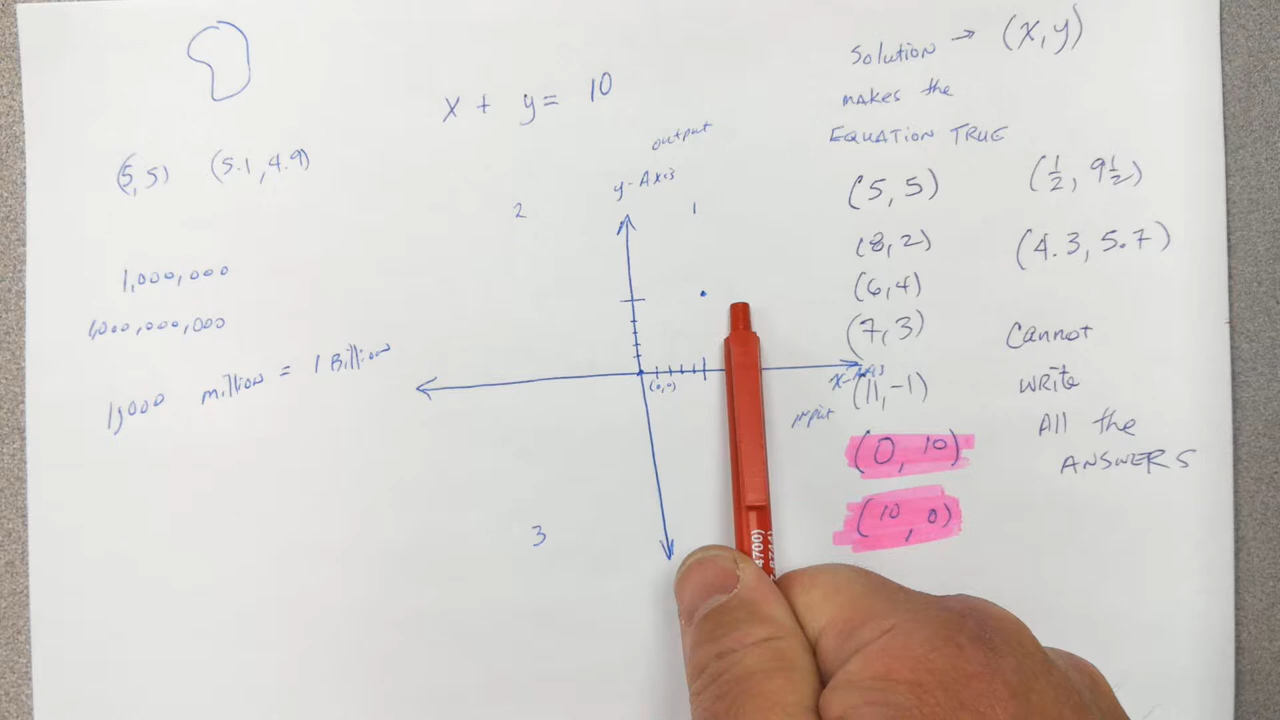 x + y = 10
(5,5) (5.1, 4.9)
1,000,000
1,000,000,000
1,000 million = 1 Billion
output
y-Axis
2
1
(0,0)
x-Axis
input
3
Solution → (x,y)
makes the
EQUATION TRUE
(5,5)
(8,2)
(6,4)
(7,3)
(11,-1)
(0, 10)
(10, 0)
(1/2, 9 1/2)
(4.3, 5.7)
Cannot
write
All the
ANSWERS
4700)